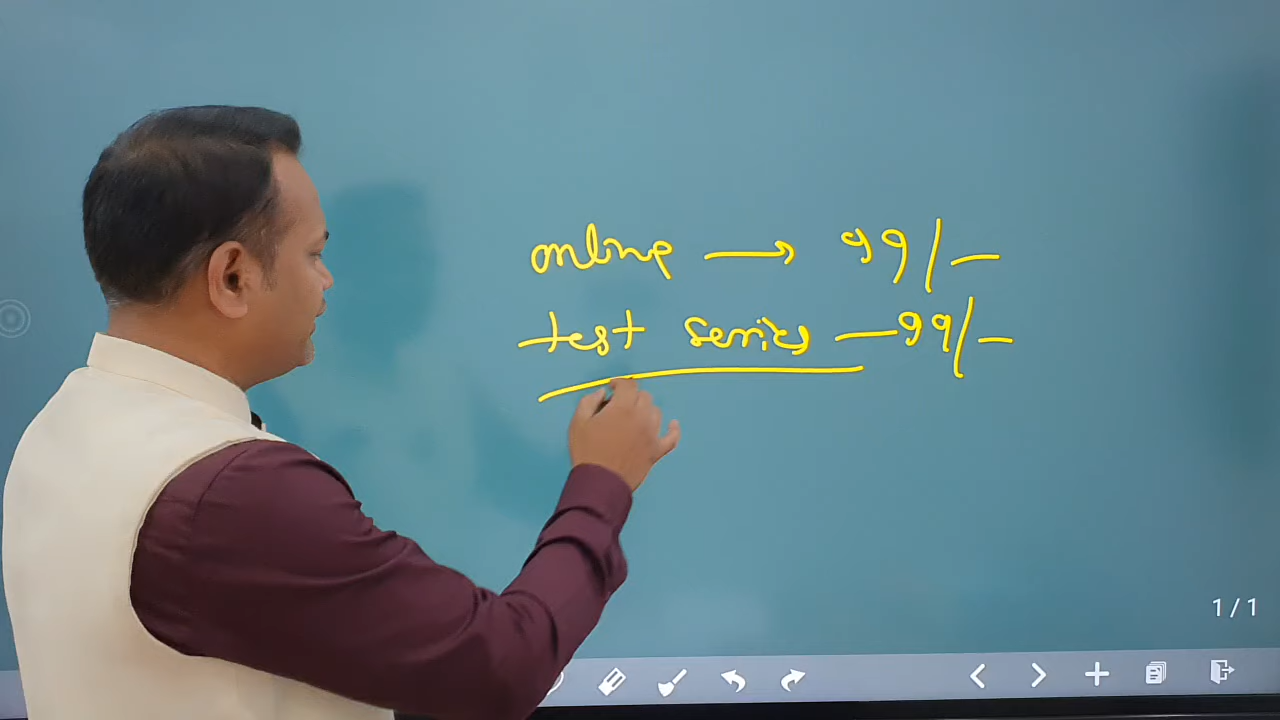 online → 99/-
test series - 99/-
1/1